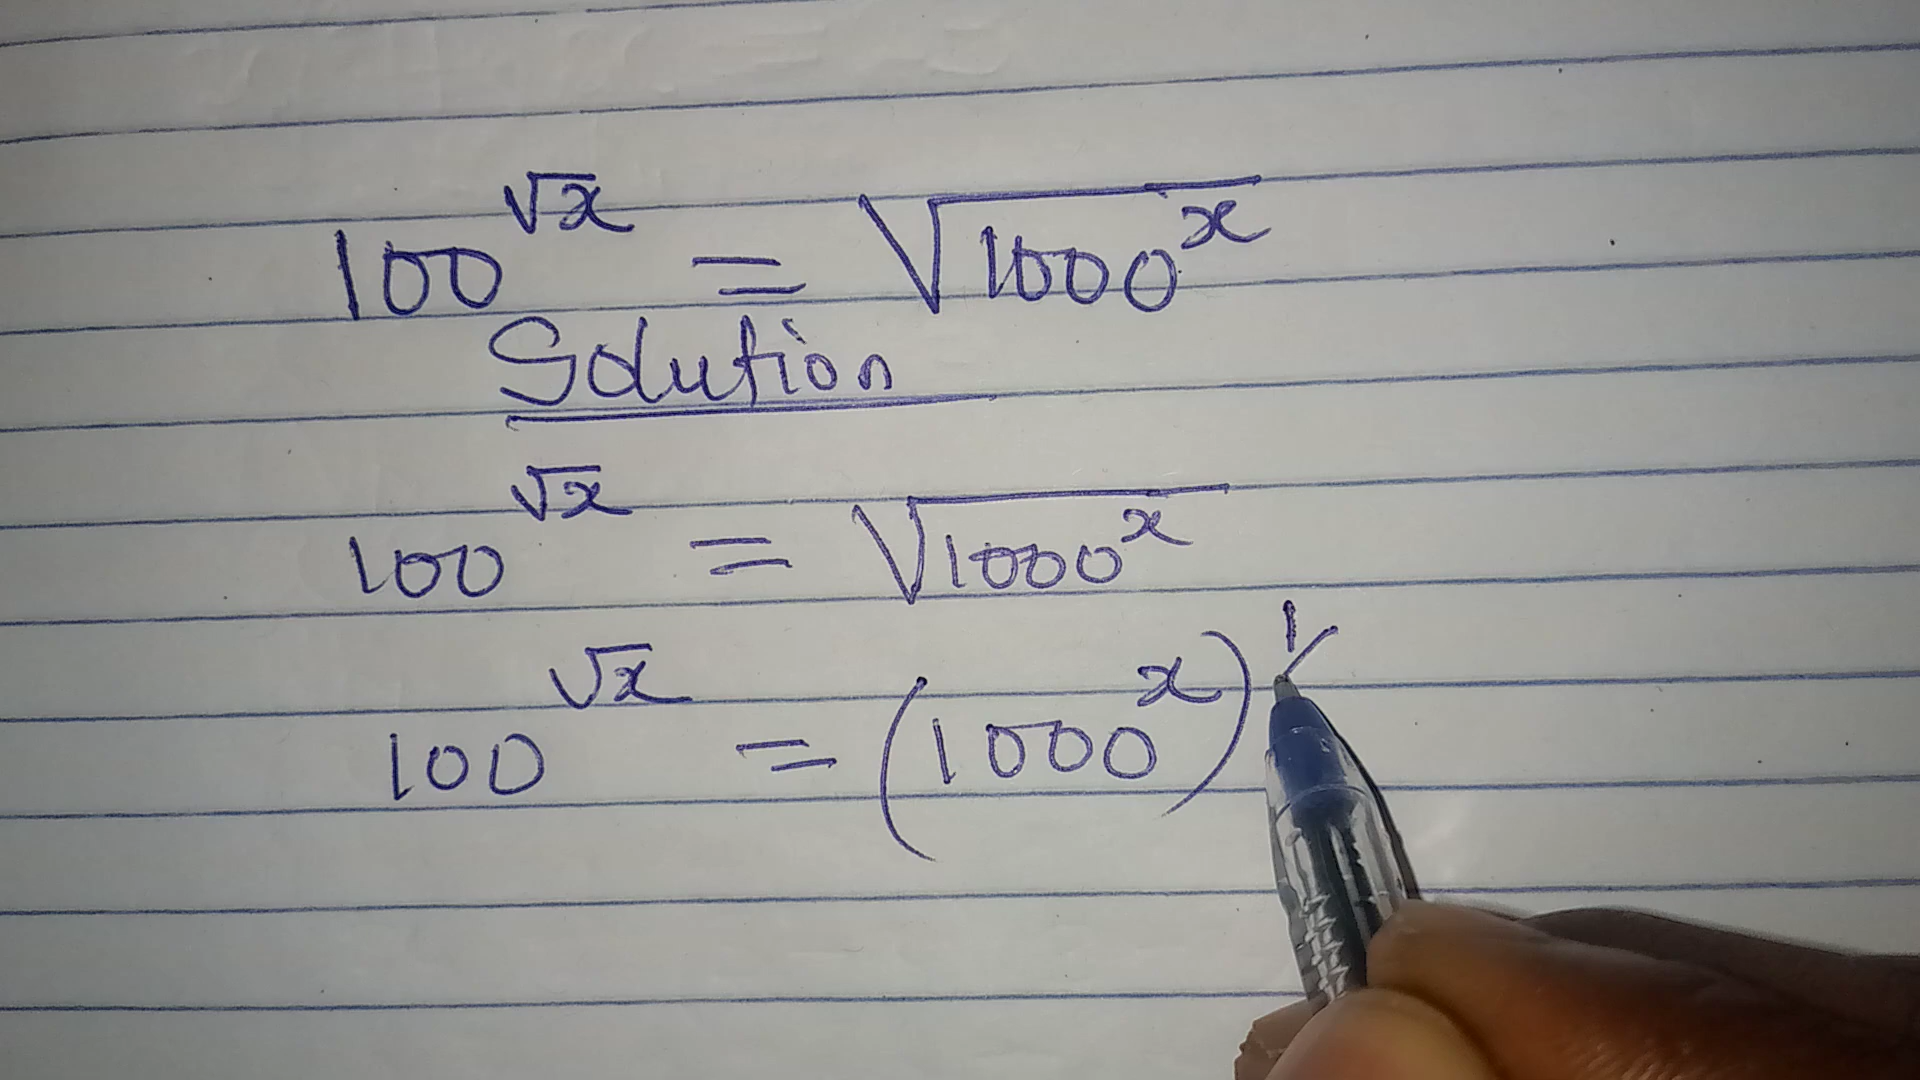 100^√x = √1000^x
Solution
100^√x = √1000^x
100^√x = (1000^x)^1/